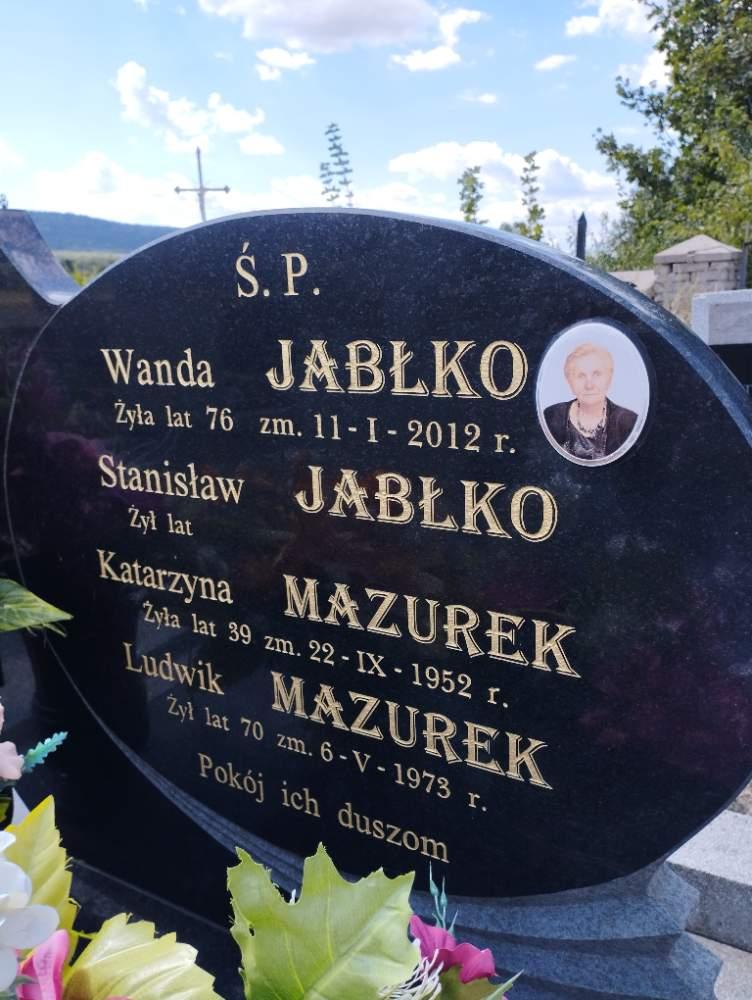 Ś. P.
Wanda JABŁKO
Żyła lat 76 zm. 11-I-2012 r.
Stanisław JABŁKO
Żył lat
Katarzyna MAZUREK
Żyła lat 39 zm. 22-IX-1952 r.
Ludwik MAZUREK
Żył lat 70 zm. 6-V-1973 r.
Pokój ich duszom